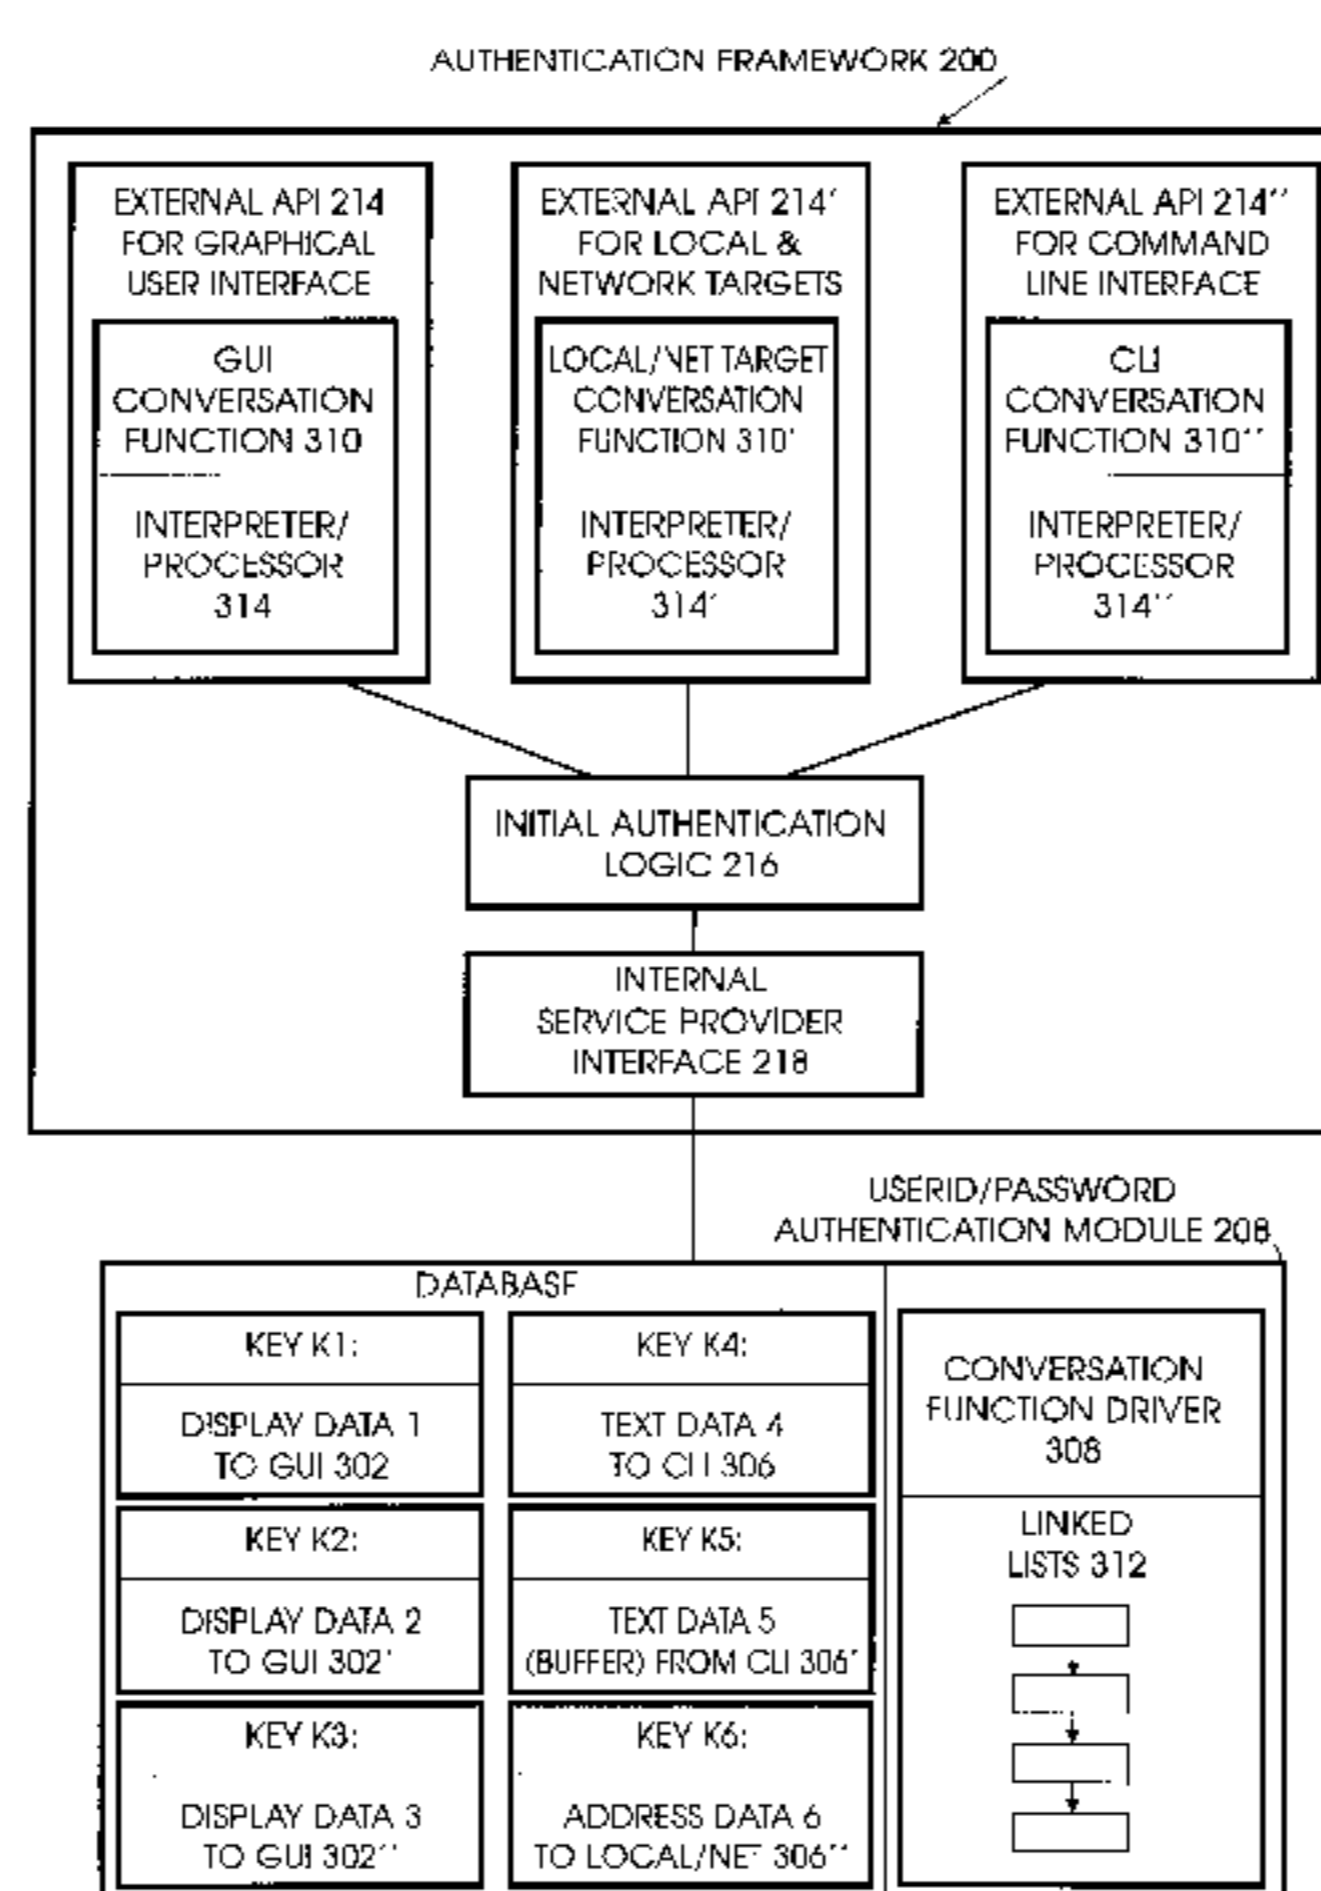 AUTHENTICATION FRAMEWORK 200
EXTERNAL API 214
FOR GRAPHICAL
USER INTERFACE
GUI
CONVERSATION
FUNCTION 310
INTERPRETER/
PROCESSOR
314
EXTERNAL API 214'
FOR LOCAL &
NETWORK TARGETS
LOCAL/NET TARGET
CONVERSATION
FUNCTION 310'
INTERPRETER/
PROCESSOR
314'
EXTERNAL API 214''
FOR COMMAND
LINE INTERFACE
CLI
CONVERSATION
FUNCTION 310''
INTERPRETER/
PROCESSOR
314''
INITIAL AUTHENTICATION
LOGIC 216
INTERNAL
SERVICE PROVIDER
INTERFACE 218
USERID/PASSWORD
AUTHENTICATION MODULE 208
DATABASE
KEY K1:
DISPLAY DATA 1
TO GUI 302
KEY K4:
TEXT DATA 4
TO CLI 306
KEY K2:
DISPLAY DATA 2
TO GUI 302'
KEY K5:
TEXT DATA 5
(BUFFER) FROM CLI 306'
KEY K3:
DISPLAY DATA 3
TO GUI 302''
KEY K6:
ADDRESS DATA 6
TO LOCAL/NET 306''
CONVERSATION
FUNCTION DRIVER
308
LINKED
LISTS 312